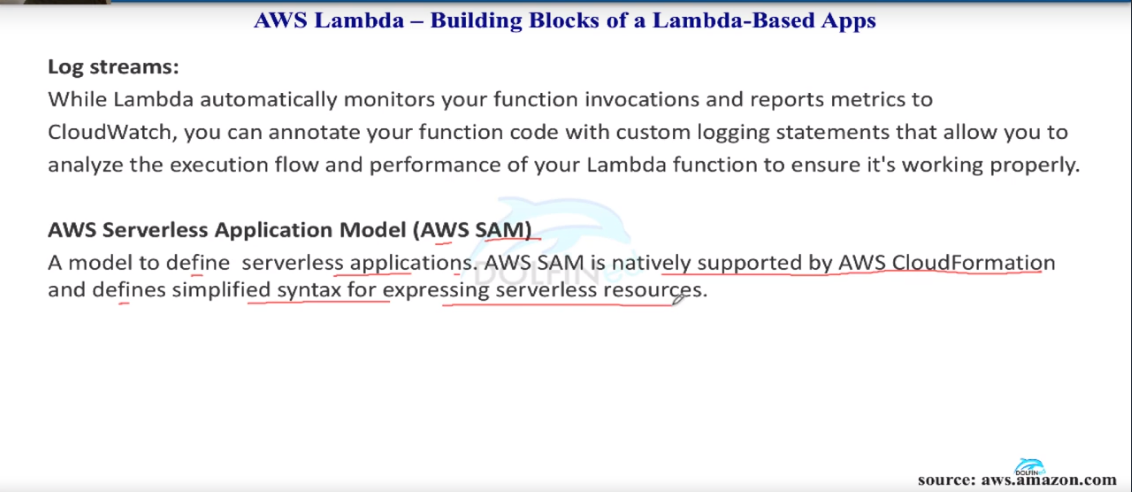 AWS Lambda – Building Blocks of a Lambda-Based Apps
Log streams:
While Lambda automatically monitors your function invocations and reports metrics to
CloudWatch, you can annotate your function code with custom logging statements that allow you to
analyze the execution flow and performance of your Lambda function to ensure it's working properly.
AWS Serverless Application Model (AWS SAM)
A model to define  serverless applications. AWS SAM is natively supported by AWS CloudFormation
and defines simplified syntax for expressing serverless resources.
DOLFIN
DOLFIN
source: aws.amazon.com